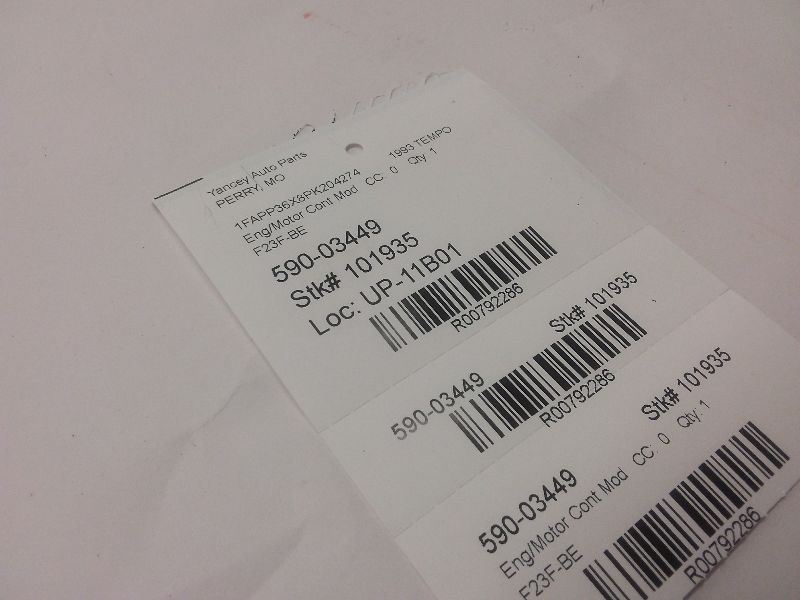 Yancey Auto Parts
PERRY, MO
1FAPP36X8PK204274 1993 TEMPO
Eng/Motor Cont Mod CC: 0 Qty: 1
F23F-BE
590-03449
Stk# 101935
Loc: UP-11B01
R00792286
590-03449 Stk# 101935
R00792286
590-03449 Stk# 101935
Eng/Motor Cont Mod CC: 0 Qty: 1
F23F-BE
R00792286